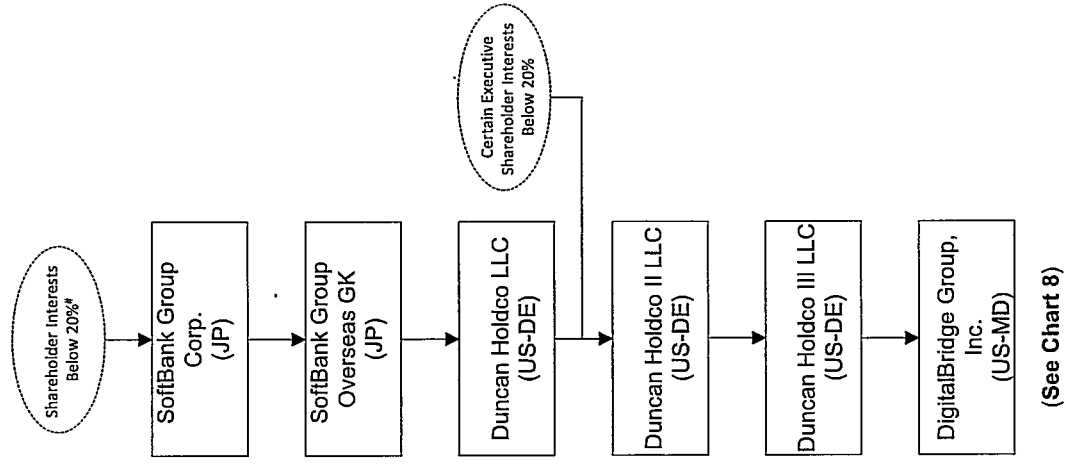 Shareholder Interests
Below 20%#
SoftBank Group
Corp.
(JP)
SoftBank Group
Overseas GK
(JP)
Duncan Holdco LLC
(US-DE)
Certain Executive
Shareholder Interests
Below 20%
Duncan Holdco II LLC
(US-DE)
Duncan Holdco III LLC
(US-DE)
DigitalBridge Group,
Inc.
(US-MD)
(See Chart 8)